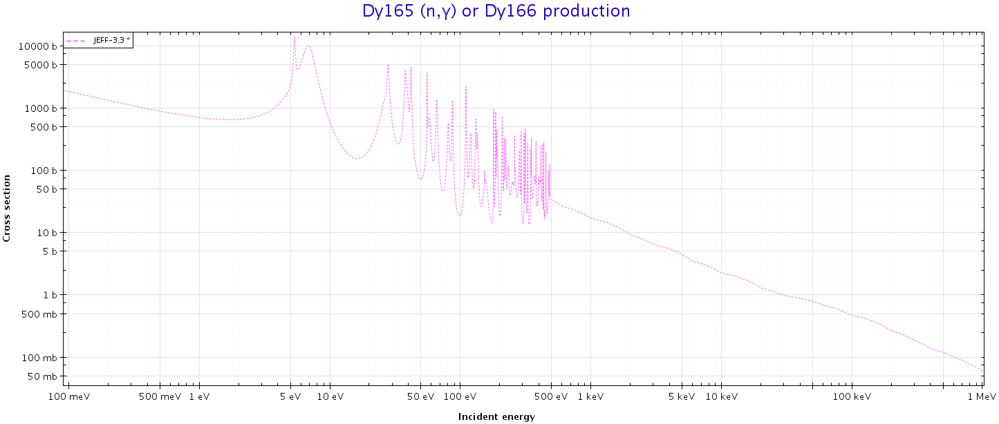 Dy165 (n,γ) or Dy166 production
JEFF-3.3 *
10000 b
5000 b
1000 b
500 b
100 b
50 b
10 b
5 b
1 b
500 mb
100 mb
50 mb
Cross section
100 meV 500 meV 1 eV 5 eV 10 eV 50 eV 100 eV 500 eV 1 keV 5 keV 10 keV 100 keV 1 MeV
Incident energy